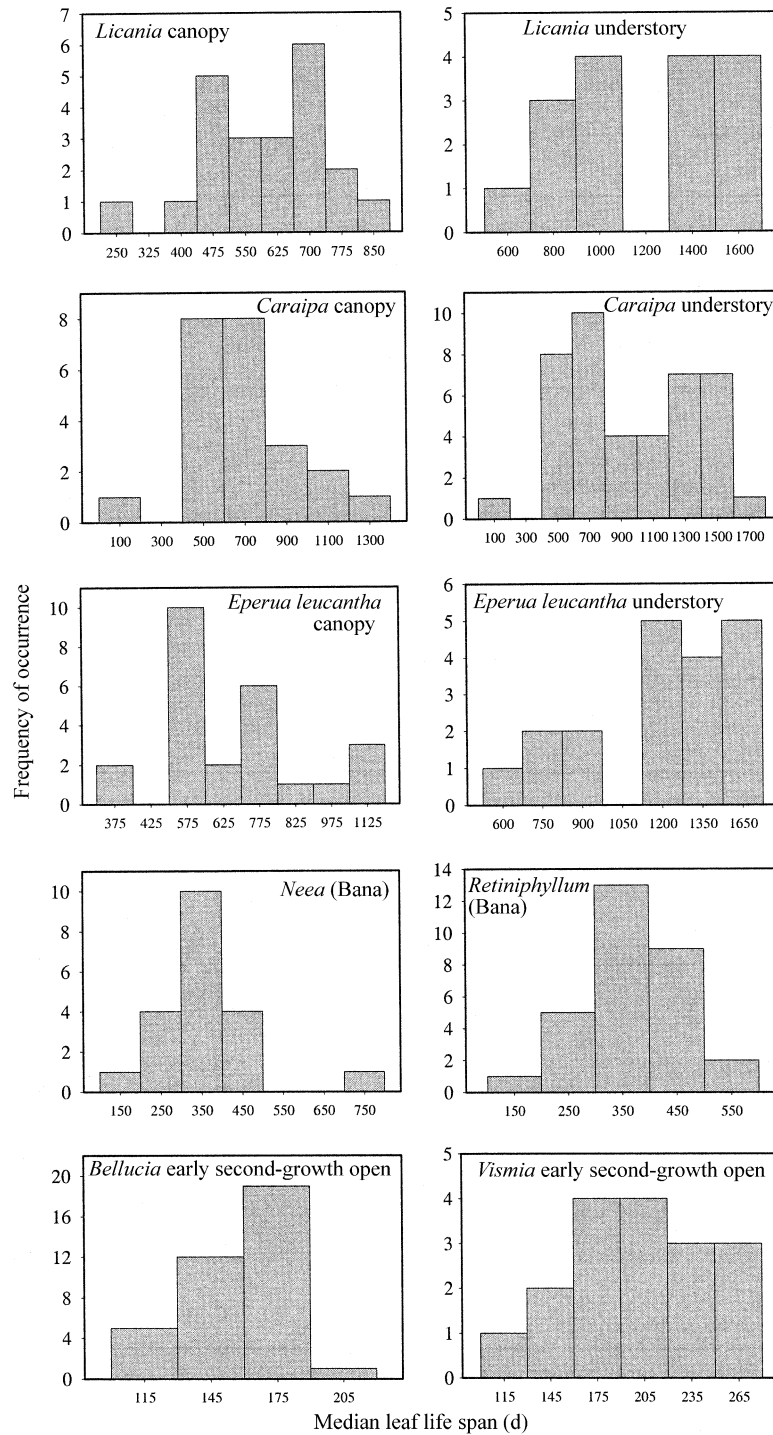 Licania canopy
7
6
5
4
3
2
1
0
250 325 400 475 550 625 700 775 850
Licania understory
5
4
3
2
1
0
600 800 1000 1200 1400 1600
Caraipa canopy
8
6
4
2
0
100 300 500 700 900 1100 1300
Caraipa understory
10
8
6
4
2
0
100 300 500 700 900 1100 1300 1500 1700
Eperua leucantha
canopy
10
8
6
4
2
0
375 425 575 625 775 825 975 1125
Eperua leucantha understory
6
5
4
3
2
1
0
600 750 900 1050 1200 1350 1650
Neea (Bana)
10
8
6
4
2
0
150 250 350 450 550 650 750
Retiniphyllum
(Bana)
14
12
10
8
6
4
2
0
150 250 350 450 550
Bellucia early second-growth open
20
16
12
8
4
0
115 145 175 205
Vismia early second-growth open
5
4
3
2
1
0
115 145 175 205 235 265
Frequency of occurrence
Median leaf life span (d)